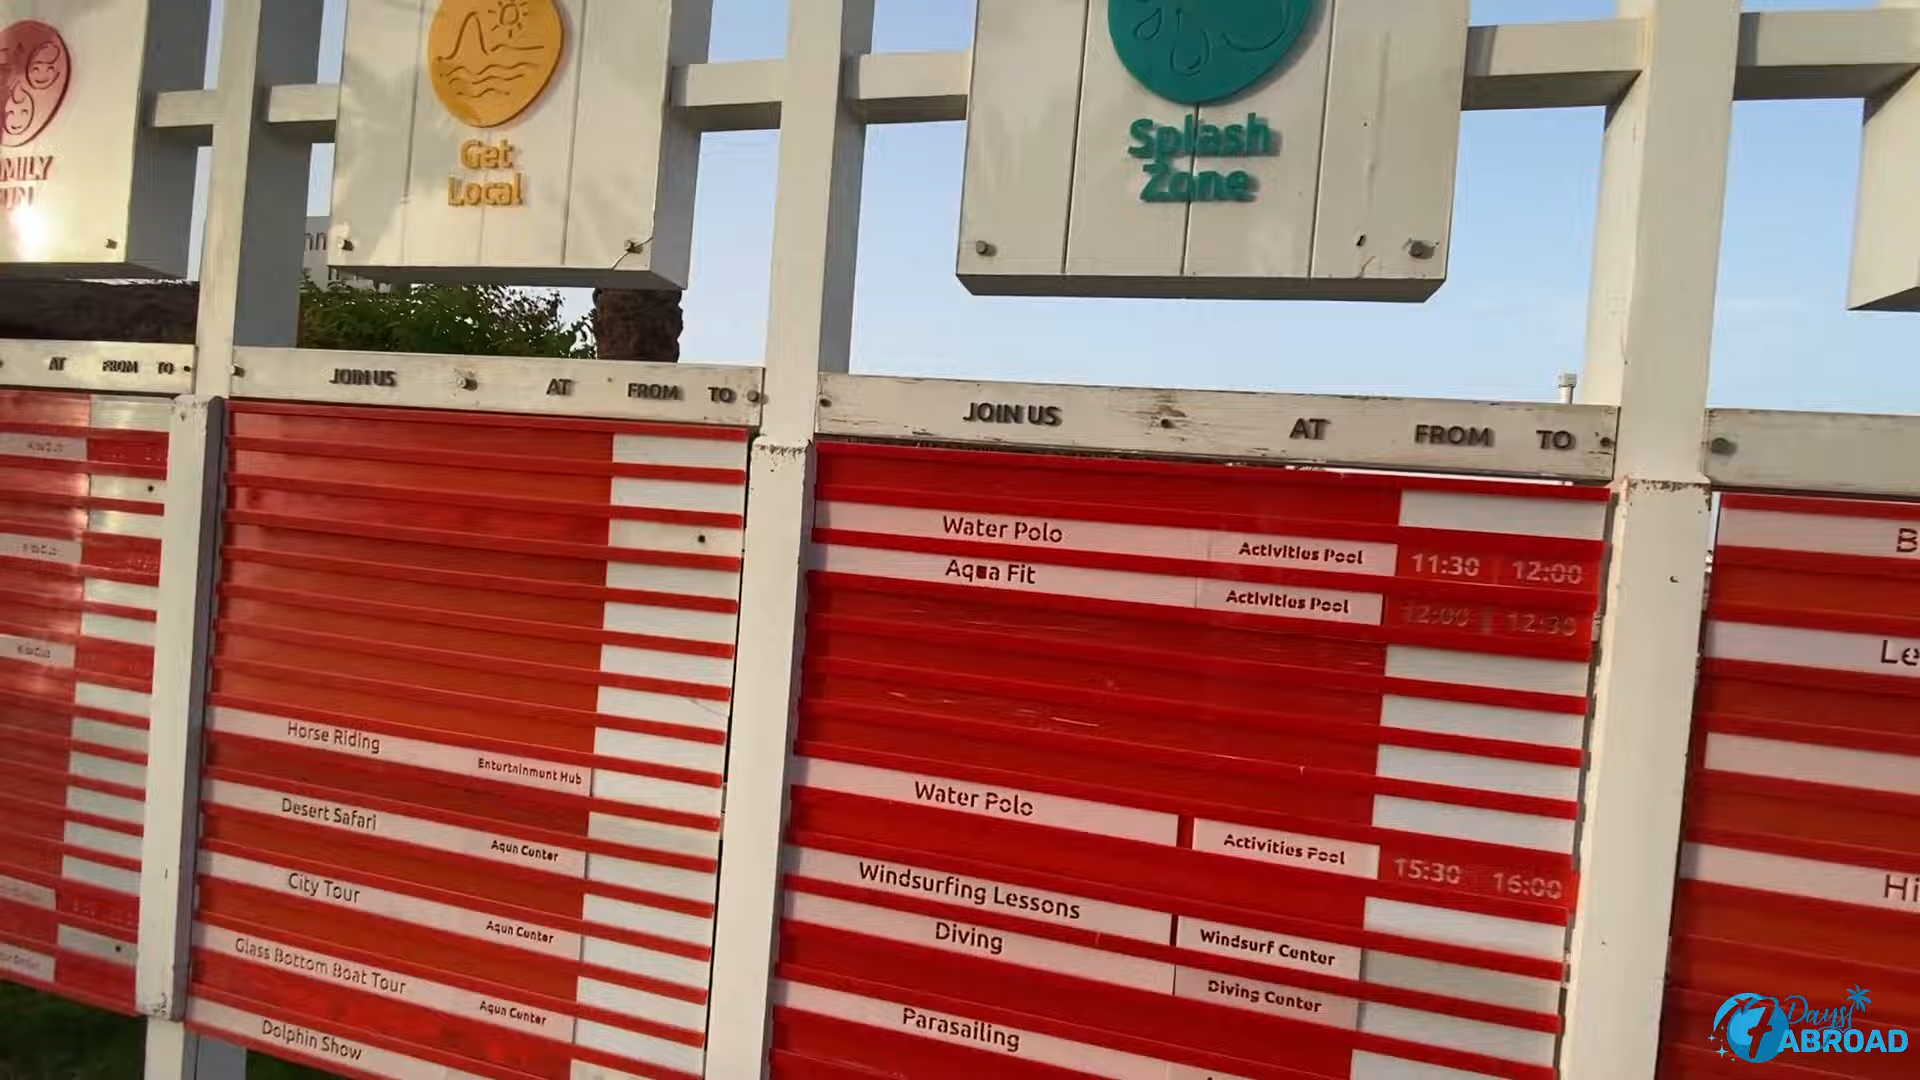 Get
Local
Splash
Zone
AT FROM TO
JOIN US AT FROM TO
JOIN US AT FROM TO
Water Polo Activities Pool 11:30 12:00
Aqua Fit Activities Pool 12:00 12:30
Horse Riding Entertainment Hub
Desert Safari Aqua Center
City Tour Aqua Center
Glass Bottom Boat Tour Aqua Center
Dolphin Show
Water Polo Activities Pool 15:30 16:00
Windsurfing Lessons Windsurf Center
Diving Diving Center
Parasailing
7 Days
ABROAD